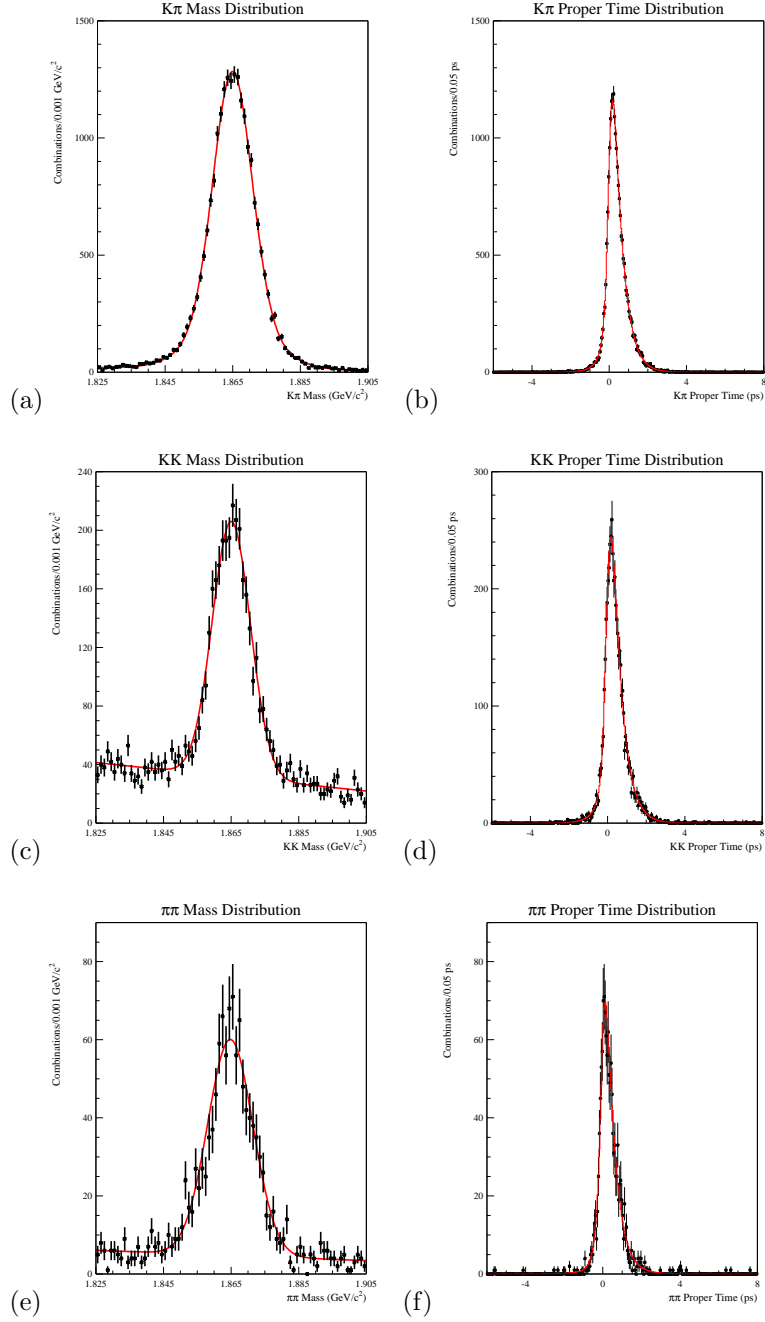 Kπ Mass Distribution
Combinations/0.001 GeV/c²
1500
1000
500
0
1.825 1.845 1.865 1.885 1.905
Kπ Mass (GeV/c²)
(a)
Kπ Proper Time Distribution
Combinations/0.05 ps
1500
1000
500
0
-4 0 4 8
Kπ Proper Time (ps)
(b)
KK Mass Distribution
Combinations/0.001 GeV/c²
240
200
160
120
80
40
0
1.825 1.845 1.865 1.885 1.905
KK Mass (GeV/c²)
(c)
KK Proper Time Distribution
Combinations/0.05 ps
300
200
100
0
-4 0 4 8
KK Proper Time (ps)
(d)
ππ Mass Distribution
Combinations/0.001 GeV/c²
80
60
40
20
0
1.825 1.845 1.865 1.885 1.905
ππ Mass (GeV/c²)
(e)
ππ Proper Time Distribution
Combinations/0.05 ps
80
60
40
20
0
-4 0 4 8
ππ Proper Time (ps)
(f)